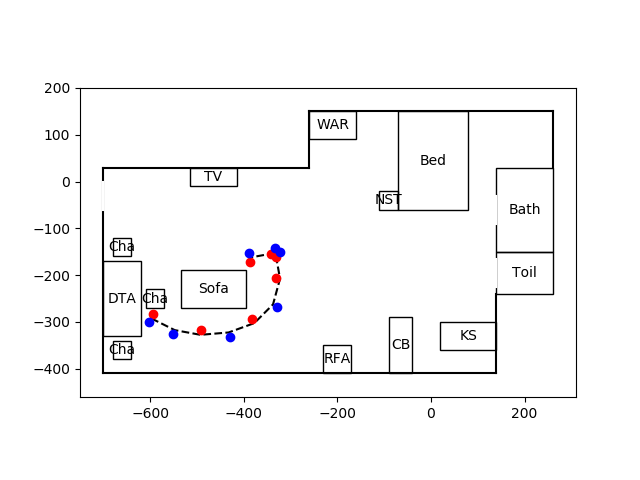 200
100
0
−100
−200
−300
−400
WAR
TV
Bed
NST
Cha
Bath
DTA
Cha
Sofa
Toil
Cha
RFA
CB
KS
−600
−400
−200
0
200